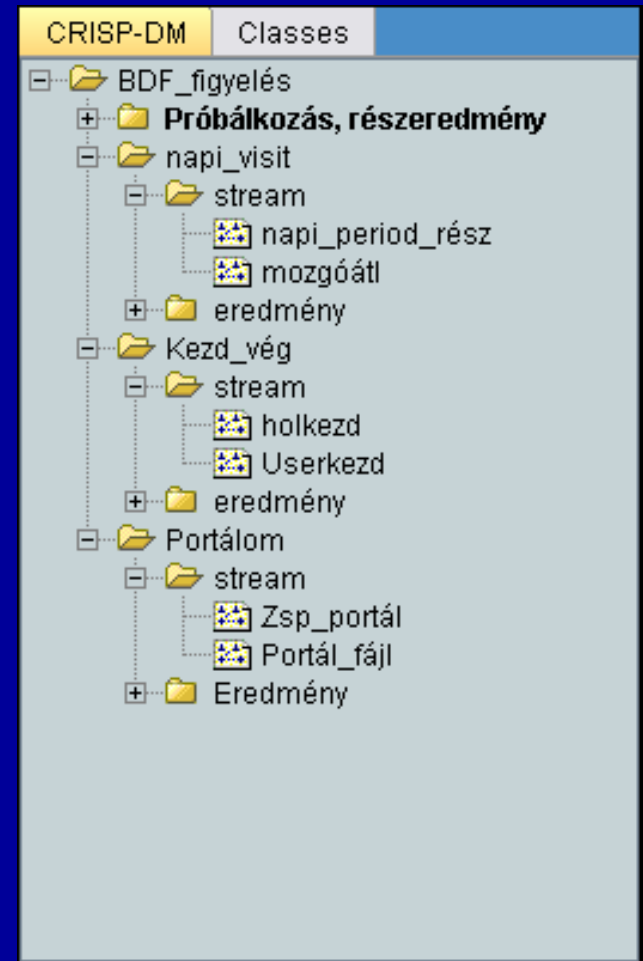 CRISP-DM Classes
BDF_figyelés
Próbálkozás, részeredmény
napi_visit
stream
napi_period_rész
mozgóátl
eredmény
Kezd_vég
stream
holkezd
Userkezd
eredmény
Portálom
stream
Zsp_portál
Portál_fájl
Eredmény